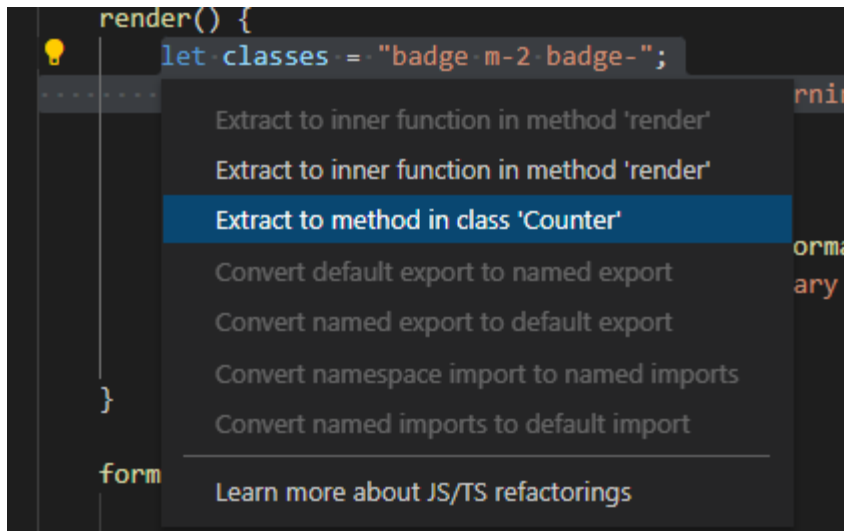 render() {
let classes = "badge m-2 badge-";
Extract to inner function in method 'render'
Extract to inner function in method 'render'
Extract to method in class 'Counter'
Convert default export to named export
ary
Convert named export to default export
Convert namespace import to named imports
}
Convert named imports to default import
form
Learn more about JS/TS refactorings